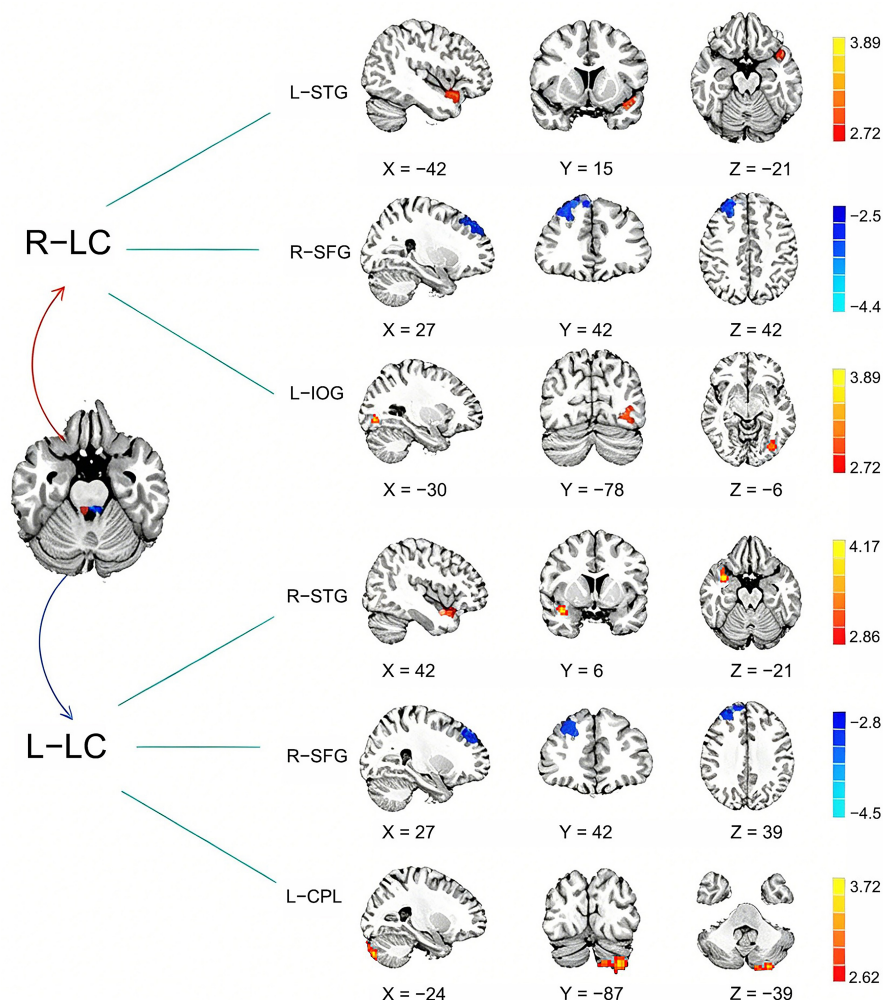 3.89
L−STG
2.72
X = −42 Y = 15 Z = −21
−2.5
R−LC
R−SFG
−4.4
X = 27 Y = 42 Z = 42
3.89
L−IOG
2.72
X = −30 Y = −78 Z = −6
4.17
R−STG
2.86
X = 42 Y = 6 Z = −21
−2.8
L−LC
R−SFG
−4.5
X = 27 Y = 42 Z = 39
3.72
L−CPL
2.62
X = −24 Y = −87 Z = −39